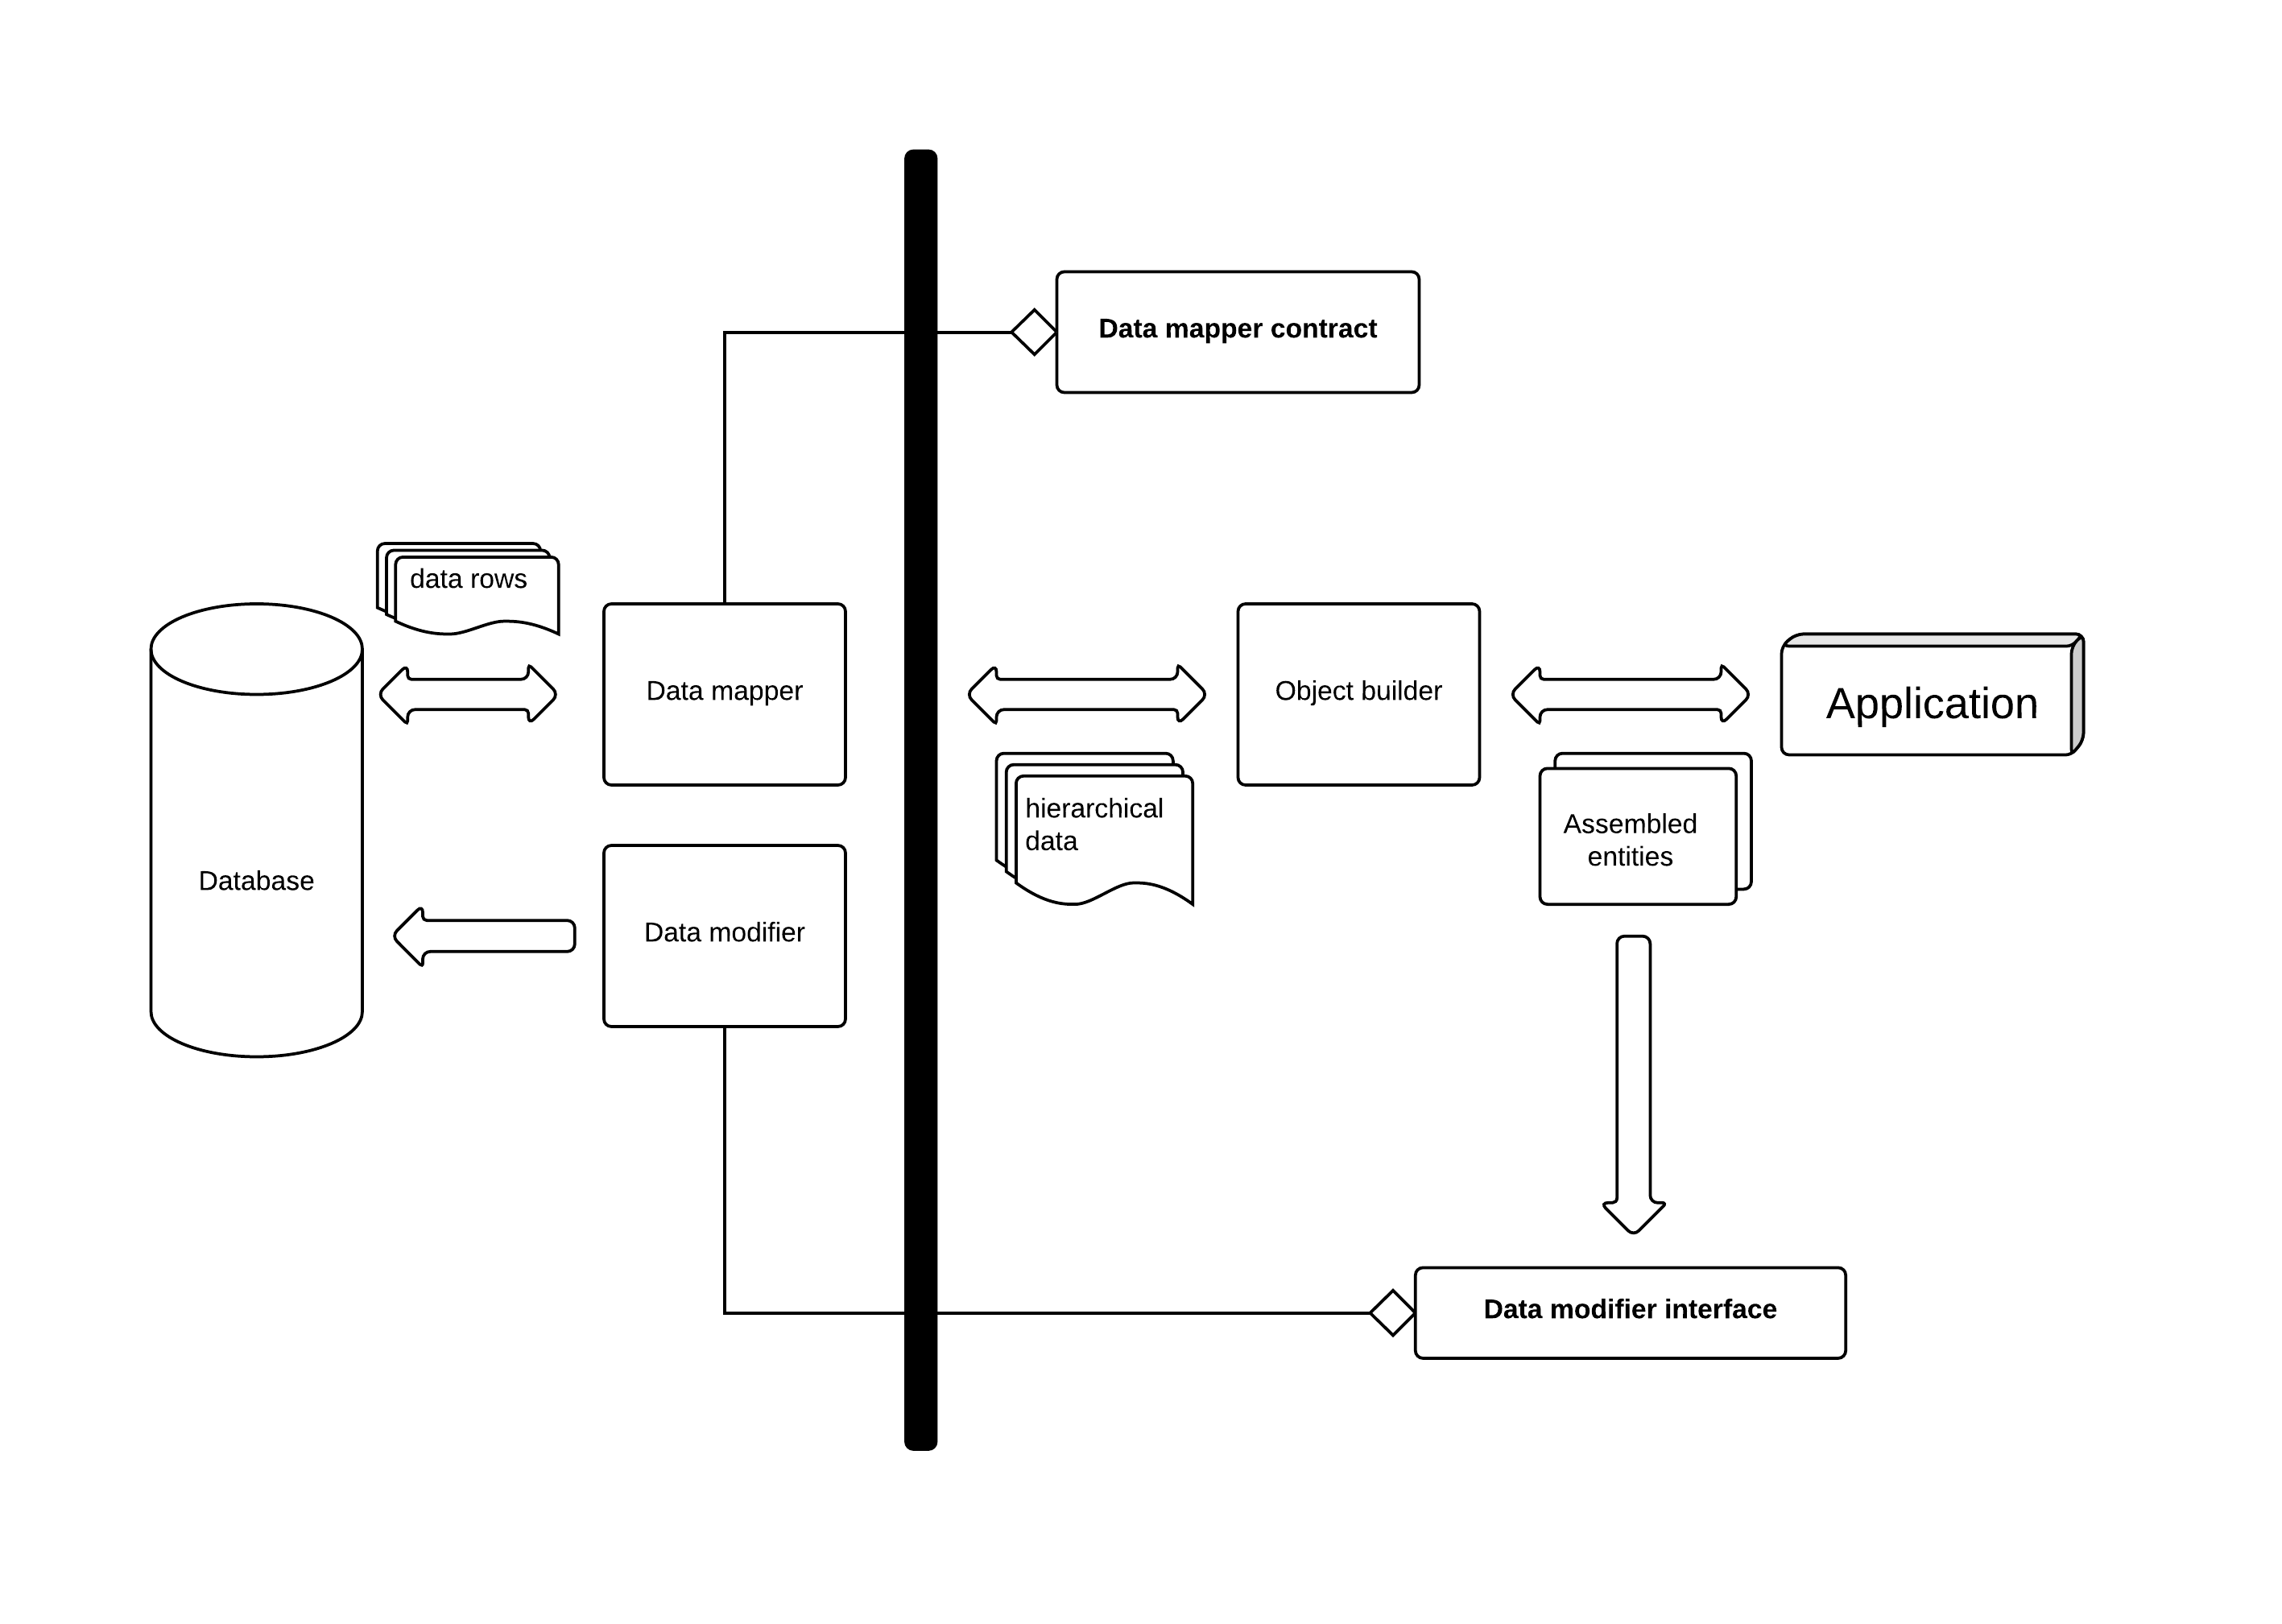 Data mapper contract
data rows
Data mapper
Object builder
Application
hierarchical
data
Assembled
entities
Database
Data modifier
Data modifier interface